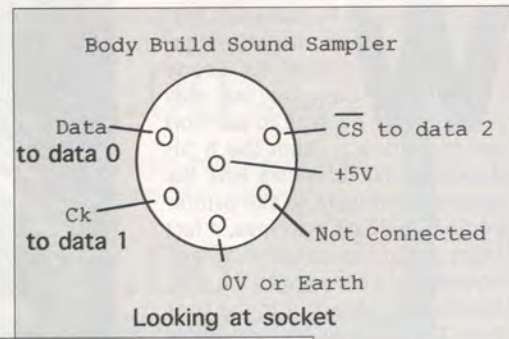 Body Build Sound Sampler
Data
to data 0
CS to data 2
+5V
Ck
to data 1
Not Connected
0V or Earth
Looking at socket